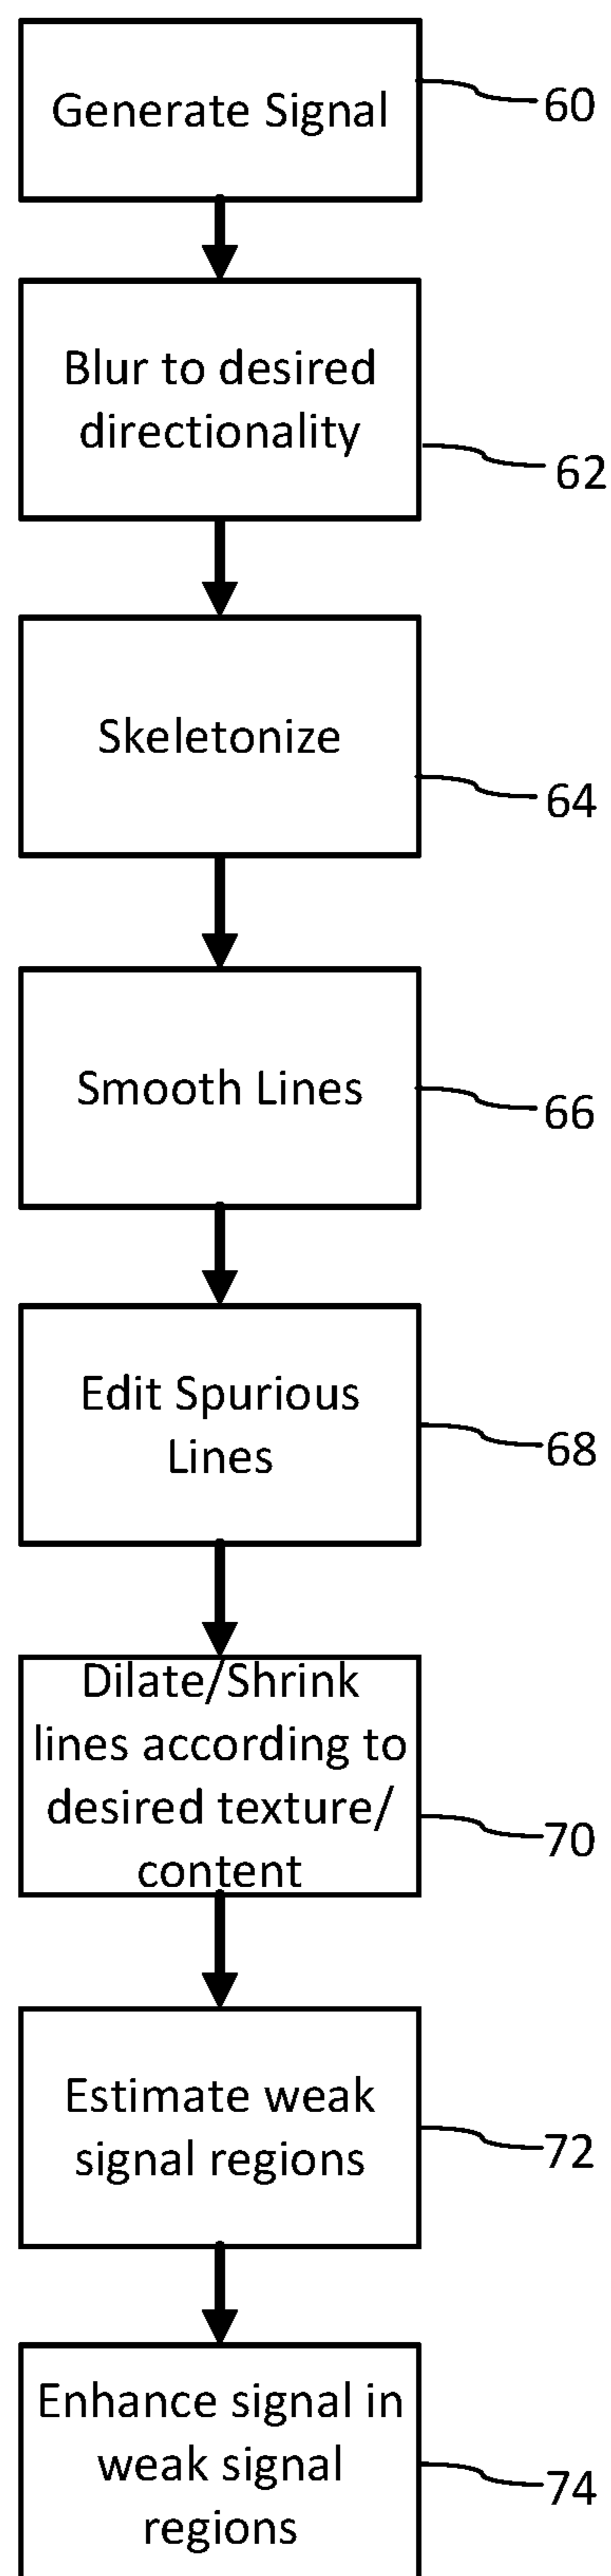 Generate Signal
60
Blur to desired
directionality
62
Skeletonize
64
Smooth Lines
66
Edit Spurious
Lines
68
Dilate/Shrink
lines according to
desired texture/
content
70
Estimate weak
signal regions
72
Enhance signal in
weak signal
regions
74